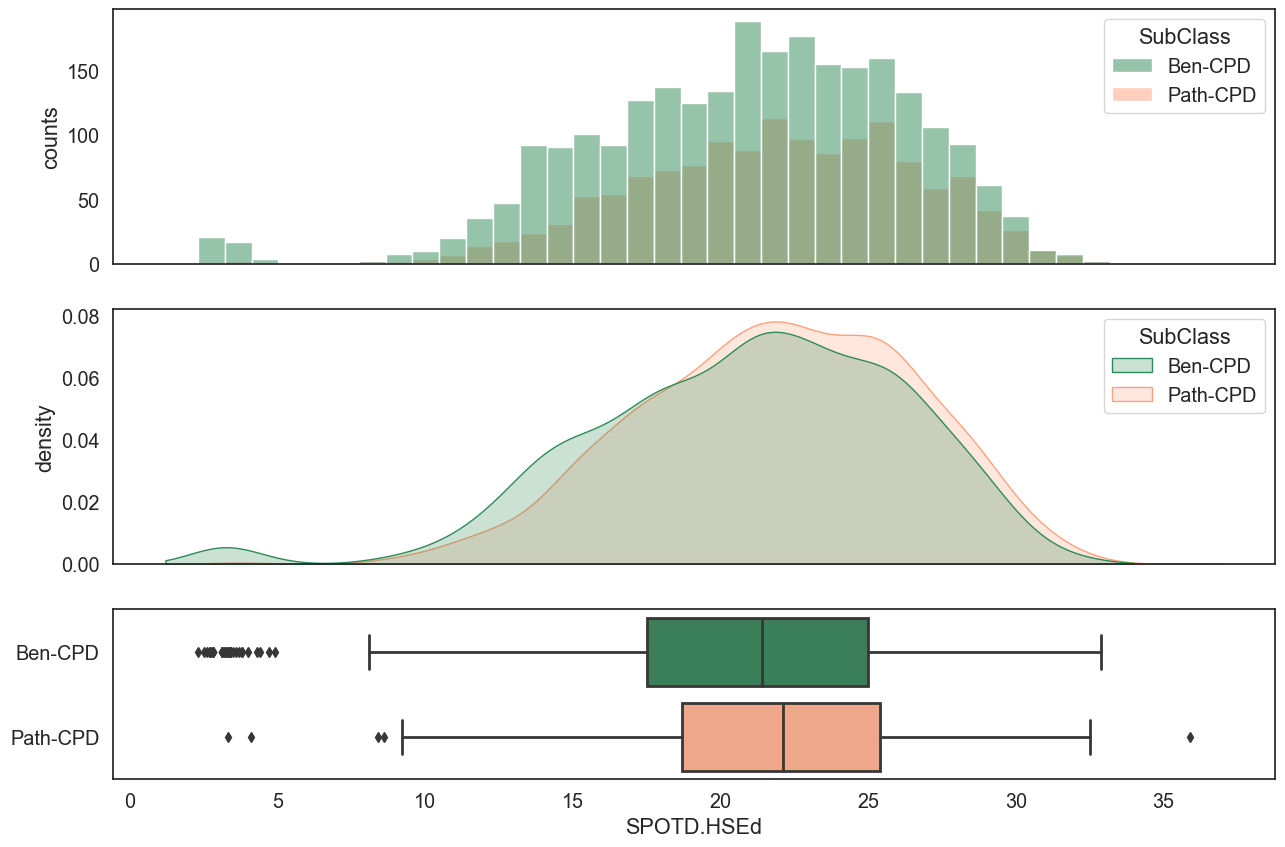 counts
150
100
50
0
SubClass
Ben-CPD
Path-CPD
density
0.08
0.06
0.04
0.02
0.00
SubClass
Ben-CPD
Path-CPD
Ben-CPD
Path-CPD
0 5 10 15 20 25 30 35
SPOTD.HSEd